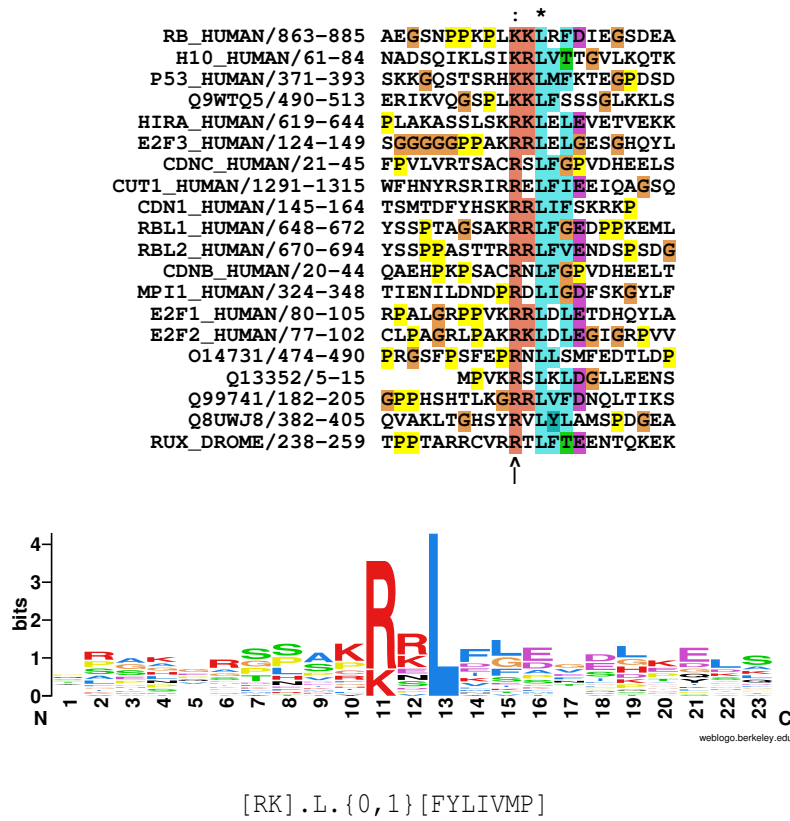 : *
RB_HUMAN/863-885 AEGSNPPKPLKKLRFDIEGSDEA
H10_HUMAN/61-84 NADSQIKLSIKRLVTTGVLKQTK
P53_HUMAN/371-393 SKKGQSTSRHKKLMFKTEGPDSD
Q9WTQ5/490-513 ERIKVQGSPLKKLFSSSGLKKLS
HIRA_HUMAN/619-644 PLAKASSLSKRKLELEVETVEKK
E2F3_HUMAN/124-149 SGGGGGPPAKRRLELGESGHQYL
CDNC_HUMAN/21-45 FPVLVRTSACRSLFGPVDHEELS
CUT1_HUMAN/1291-1315 WFHNYRSRIRRELFIEEIQAGSQ
CDN1_HUMAN/145-164 TSMTDFYHSKRRLIFSKRKP
RBL1_HUMAN/648-672 YSSPTAGSAKRRLFGEDPPKEML
RBL2_HUMAN/670-694 YSSPPASTTRRRLFVENDSPSDG
CDNB_HUMAN/20-44 QAEHPKPSACRNLFGPVDHEELT
MPI1_HUMAN/324-348 TIENILDNDPRDLIGDFSKGYLF
E2F1_HUMAN/80-105 RPALGRPPVKRRLDLETDHQYLA
E2F2_HUMAN/77-102 CLPAGRLPAKRKLDLEGIGRPVV
O14731/474-490 PRGSFPSFEPRNLLSMFEDTLDP
Q13352/5-15 MPVKRSLKLDGLLEENS
Q99741/182-205 GPPHSHTLKGRRLVFDNQLTIKS
Q8UWJ8/382-405 QVAKLTGHSYRVLYLAMSPDGEA
RUX_DROME/238-259 TPPTARRCVRRTLFTEENTQKEK
^
|
4
3
2
1
0
bits
N 1 2 3 4 5 6 7 8 9 10 11 12 13 14 15 16 17 18 19 20 21 22 23 C
weblogo.berkeley.edu
[RK].L.{0,1}[FYLIVMP]